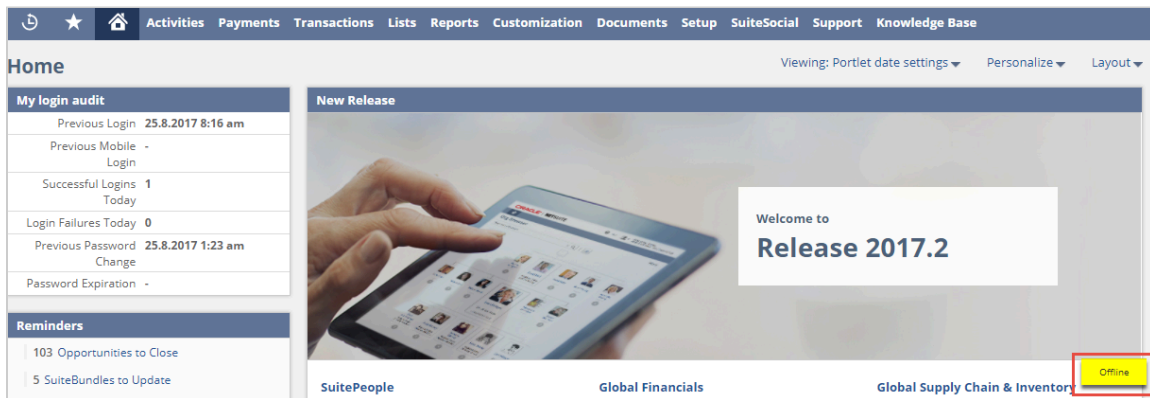 Activities Payments Transactions Lists Reports Customization Documents Setup SuiteSocial Support Knowledge Base
Home
Viewing: Portlet date settings Personalize Layout
My login audit
Previous Login 25.8.2017 8:16 am
Previous Mobile Login -
Successful Logins Today 1
Login Failures Today 0
Previous Password Change 25.8.2017 1:23 am
Password Expiration -
Reminders
103 Opportunities to Close
5 SuiteBundles to Update
New Release
Welcome to
Release 2017.2
SuitePeople
Global Financials
Global Supply Chain & Inventory
Offline